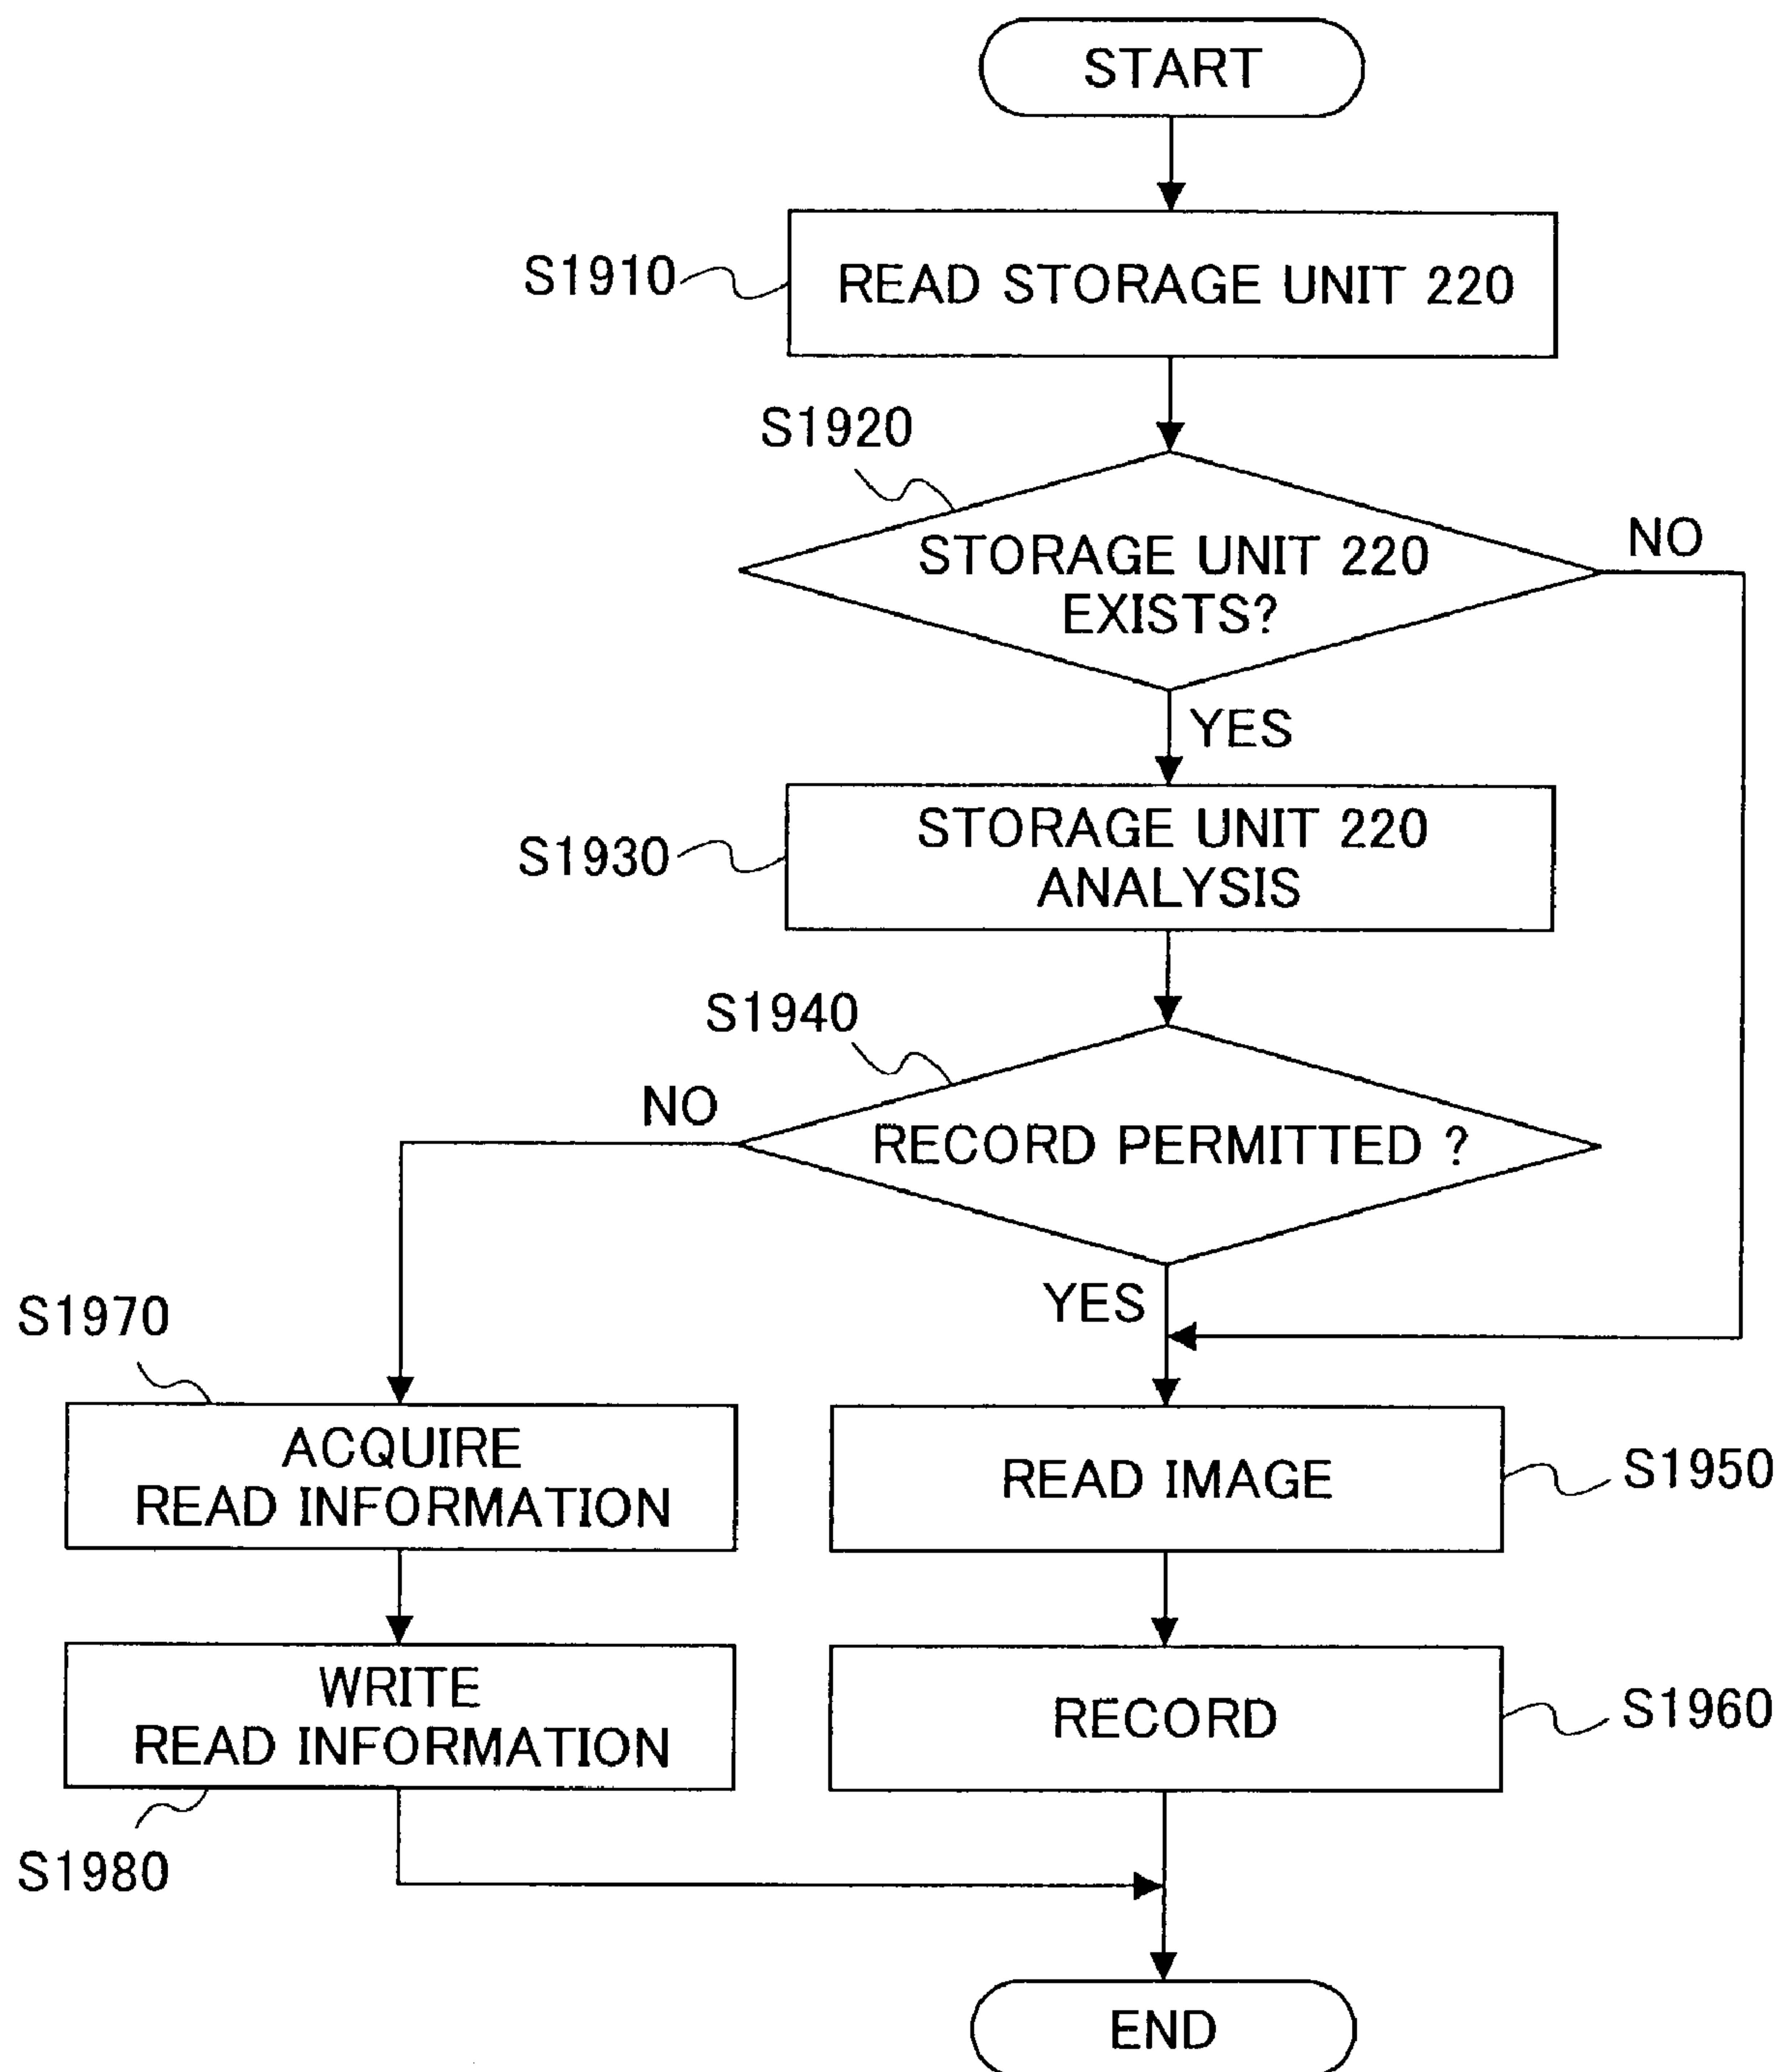 START
S1910
READ STORAGE UNIT 220
S1920
STORAGE UNIT 220
EXISTS?
NO
YES
S1930
STORAGE UNIT 220
ANALYSIS
S1940
NO
RECORD PERMITTED ?
YES
S1970
ACQUIRE
READ INFORMATION
READ IMAGE
S1950
WRITE
READ INFORMATION
RECORD
S1960
S1980
END